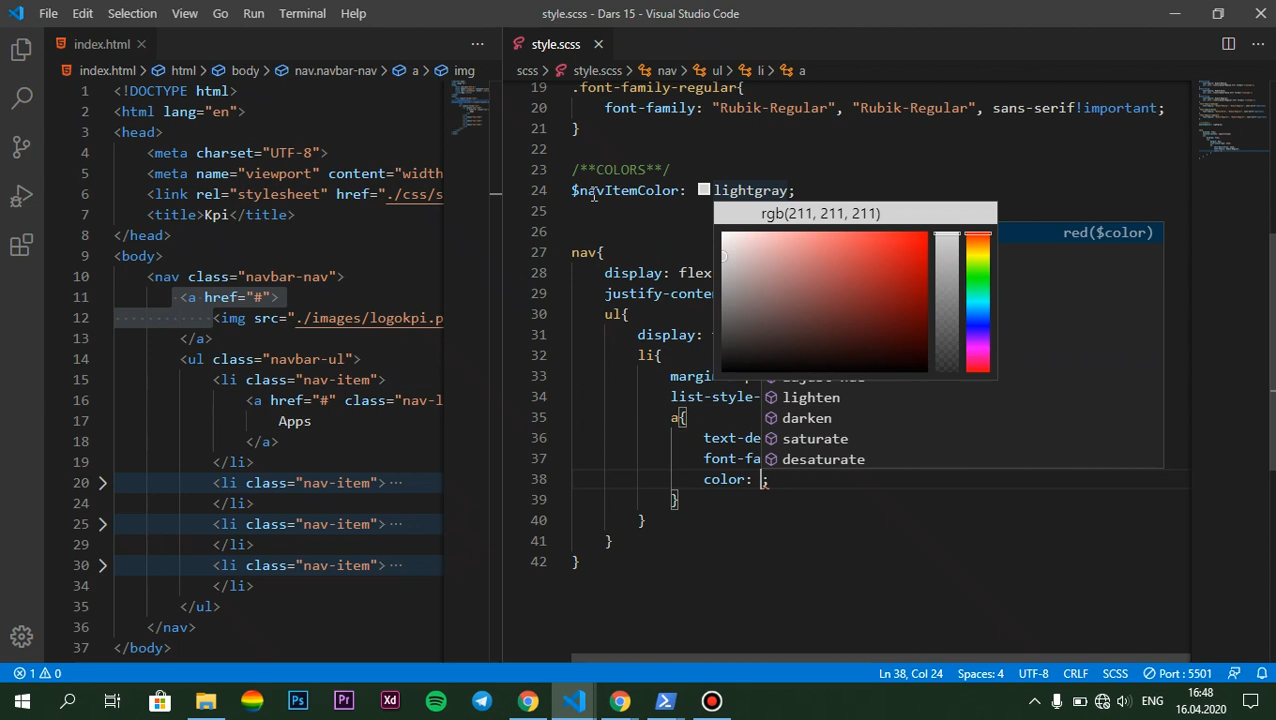 File Edit Selection View Go Run Terminal Help style.scss - Dars 15 - Visual Studio Code
index.html
index.html html body nav.navbar-nav a img
1 <!DOCTYPE html>
2 <html lang="en">
3 <head>
4 <meta charset="UTF-8">
5 <meta name="viewport" content="width
6 <link rel="stylesheet" href="./css/s
7 <title>Kpi</title>
8 </head>
9 <body>
10 <nav class="navbar-nav">
11 <a href="#">
12 <img src="./images/logokpi.p
13 </a>
14 <ul class="navbar-ul">
15 <li class="nav-item">
16 <a href="#" class="nav-l
17 Apps
18 </a>
19 </li>
20 <li class="nav-item">...
24 </li>
25 <li class="nav-item">...
29 </li>
30 <li class="nav-item">...
34 </li>
35 </ul>
36 </nav>
37 </body>
style.scss
scss style.scss nav ul li a
19 .font-family-regular{
20 font-family: "Rubik-Regular", "Rubik-Regular", sans-serif!important;
21 }
22
23 /**COLORS**/
24 $navItemColor: lightgray;
25
26
27 nav{
28 display: flex
29 justify-conte
30 ul{
31 display:
32 li{
33 margi
34 list-style-
35 a{
36 text-de
37 font-fa
38 color: ;
39 }
40 }
41 }
42 }
rgb(211, 211, 211)
red($color)
lighten
darken
saturate
desaturate
1 0 Ln 38, Col 24 Spaces: 4 UTF-8 CRLF SCSS Port : 5501
Ps Pr Xd ENG 16:48
16.04.2020